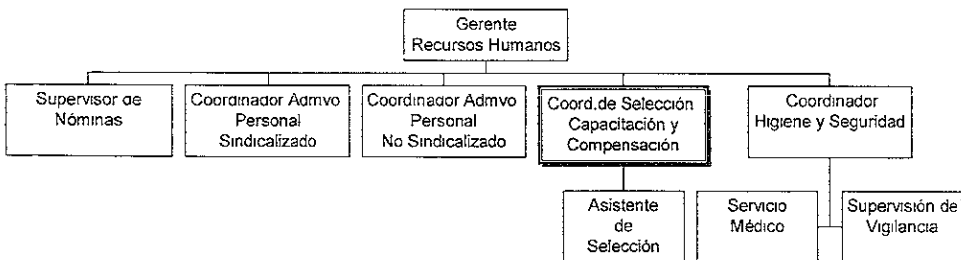 Gerente
Recursos Humanos
Supervisor de
Nóminas
Coordinador Admvo
Personal
Sindicalizado
Coordinador Admvo
Personal
No Sindicalizado
Coord.de Selección
Capacitación y
Compensación
Coordinador
Higiene y Seguridad
Asistente
de
Selección
Servicio
Médico
Supervisión de
Vigilancia